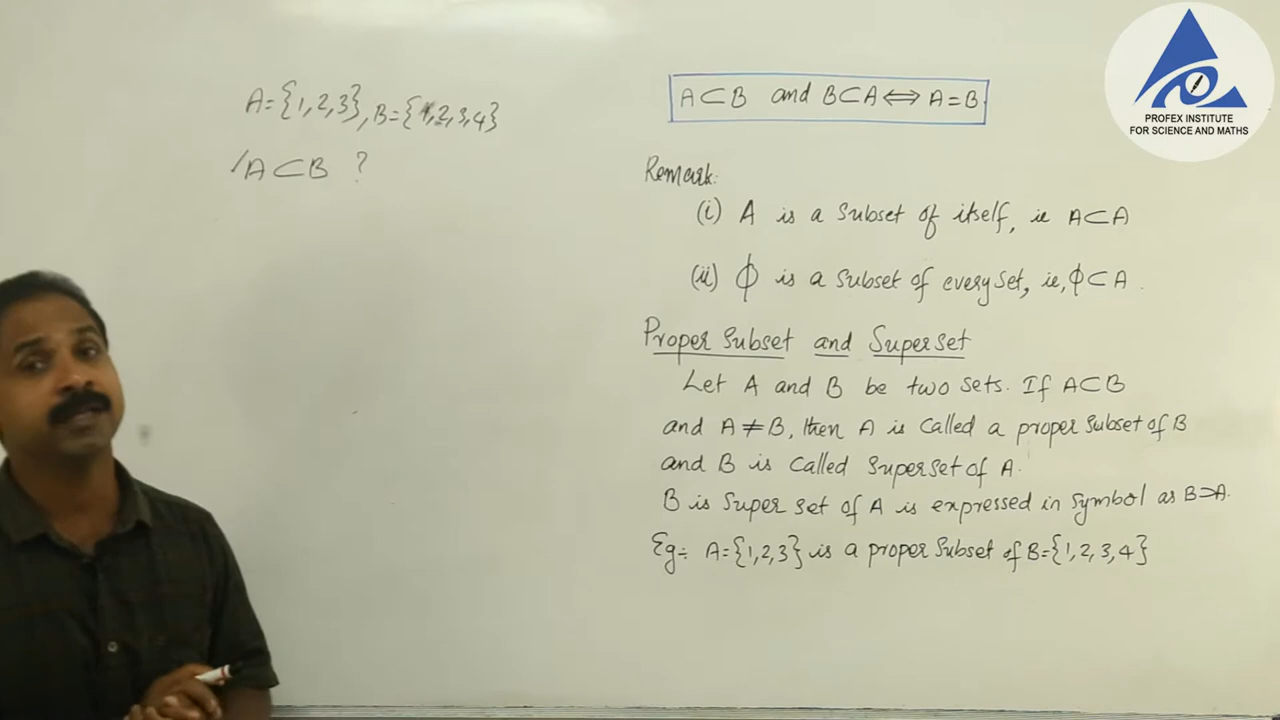 A={1,2,3}, B={1,2,3,4}
A⊂B ?
A⊂B and B⊂A ⟺ A=B.
Remark:
(i) A is a subset of itself, ie A⊂A
(ii) ϕ is a subset of every set, ie, ϕ⊂A.
Proper subset and Superset
Let A and B be two sets. If A⊂B
and A≠B, then A is called a proper subset of B
and B is called superset of A.
B is super set of A is expressed in symbol as B⊃A.
Eg:- A={1,2,3} is a proper subset of B={1,2,3,4}
PROFEX INSTITUTE
FOR SCIENCE AND MATHS